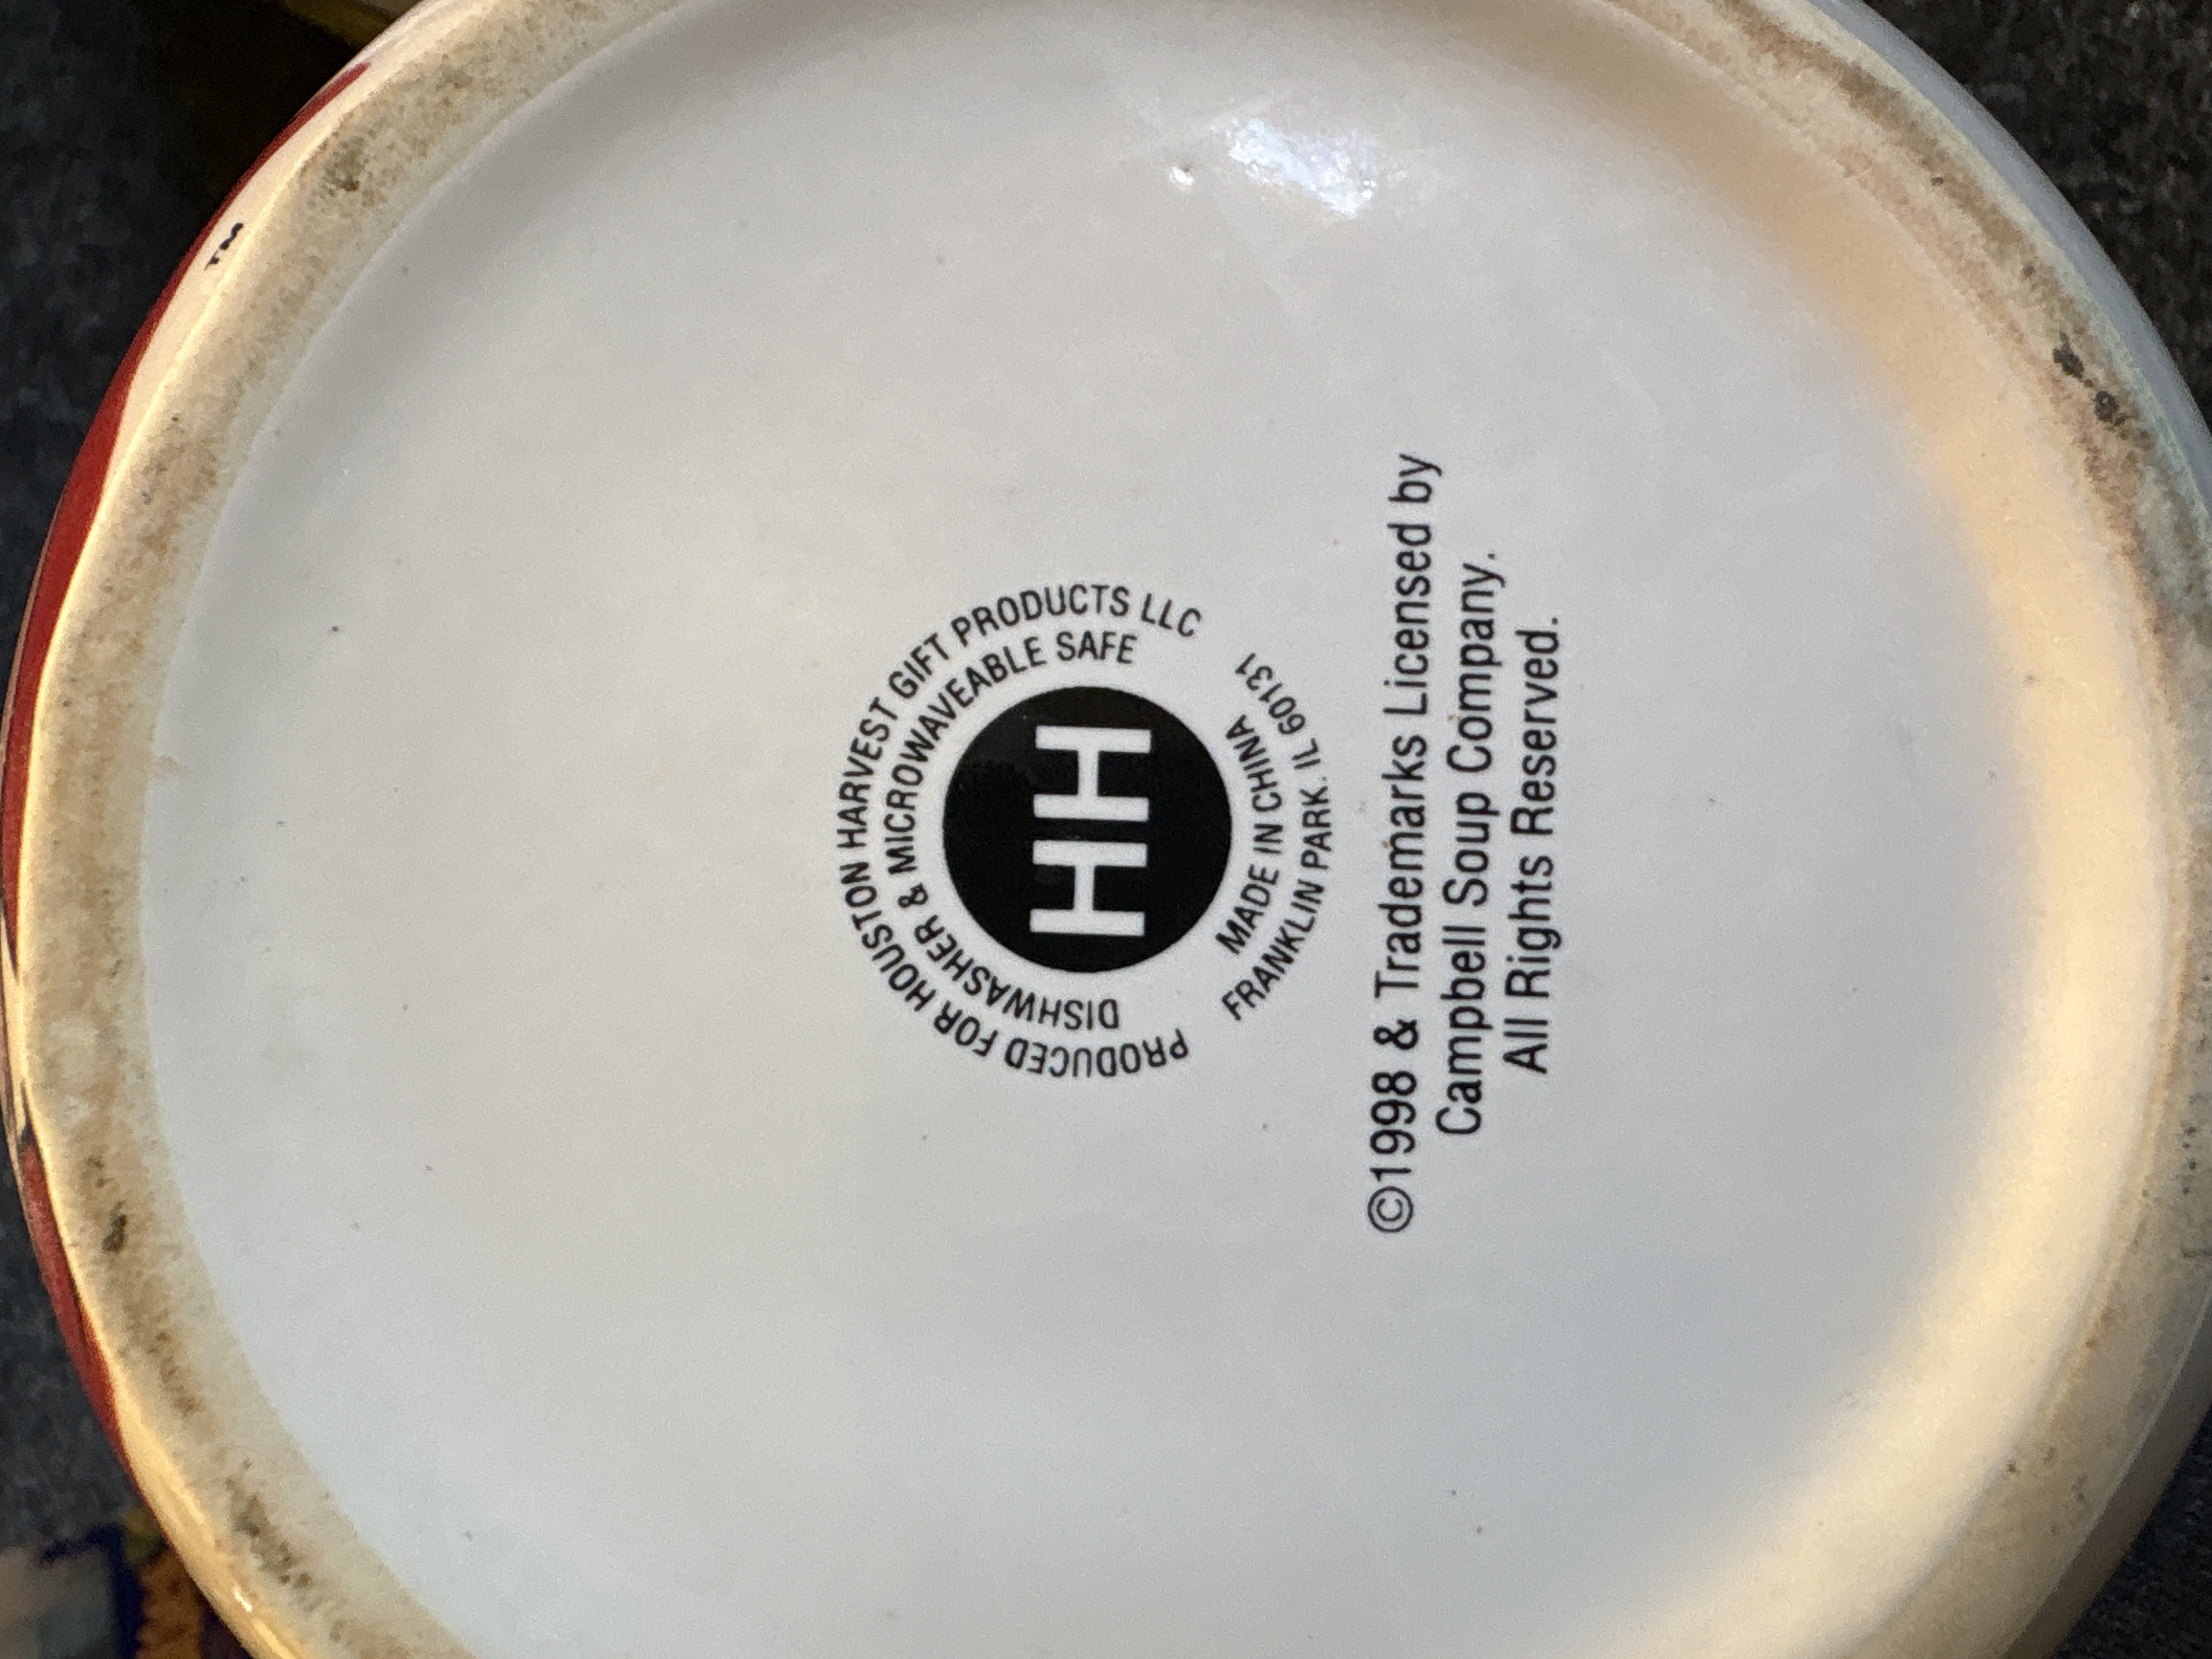 PRODUCED FOR HOUSTON HARVEST GIFT PRODUCTS LLC
DISHWASHER & MICROWAVEABLE SAFE
HH
MADE IN CHINA
FRANKLIN PARK. IL 60131
©1998 & Trademarks Licensed by
Campbell Soup Company.
All Rights Reserved.
TM